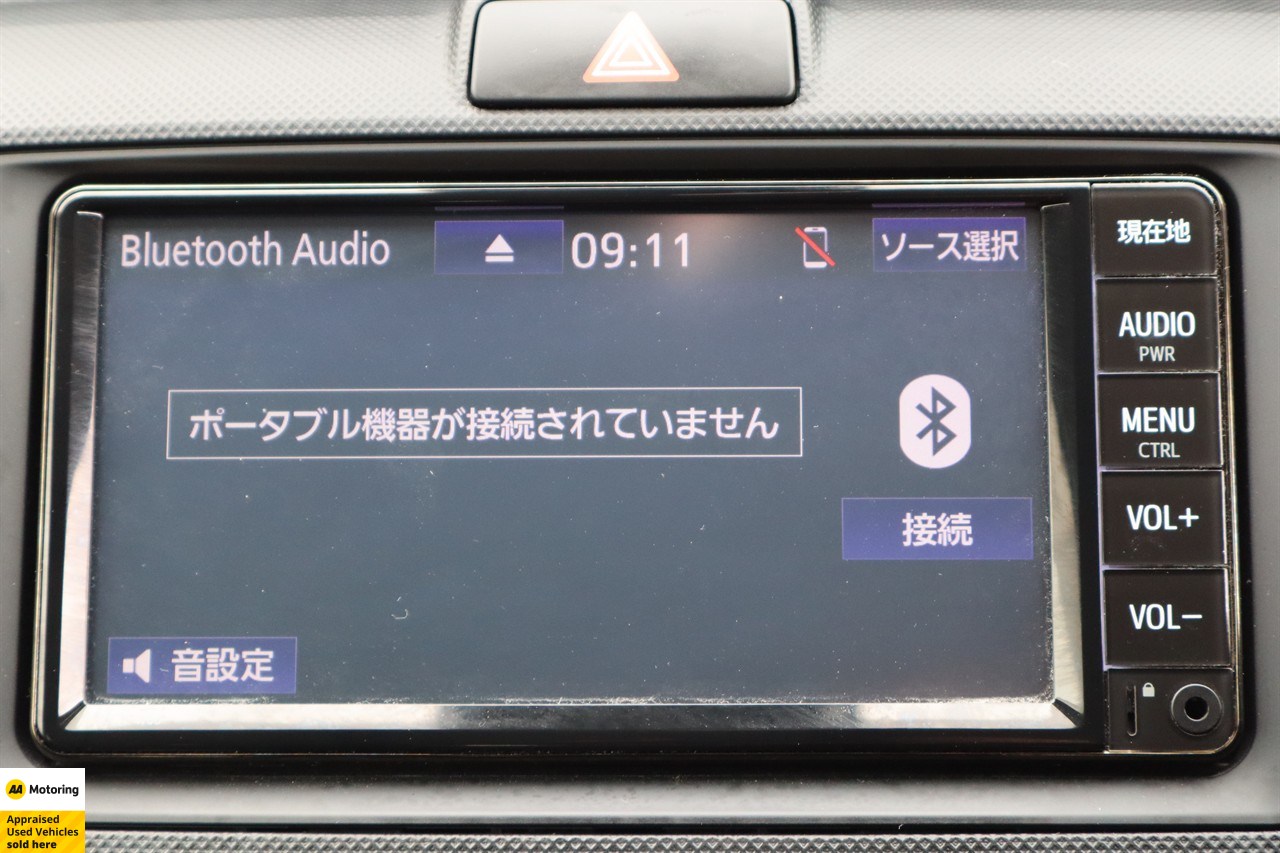 Bluetooth Audio
09:11
ソース選択
現在地
AUDIO
PWR
ポータブル機器が接続されていません
MENU
CTRL
VOL+
接続
VOL-
音設定
AA Motoring
Appraised
Used Vehicles
sold here